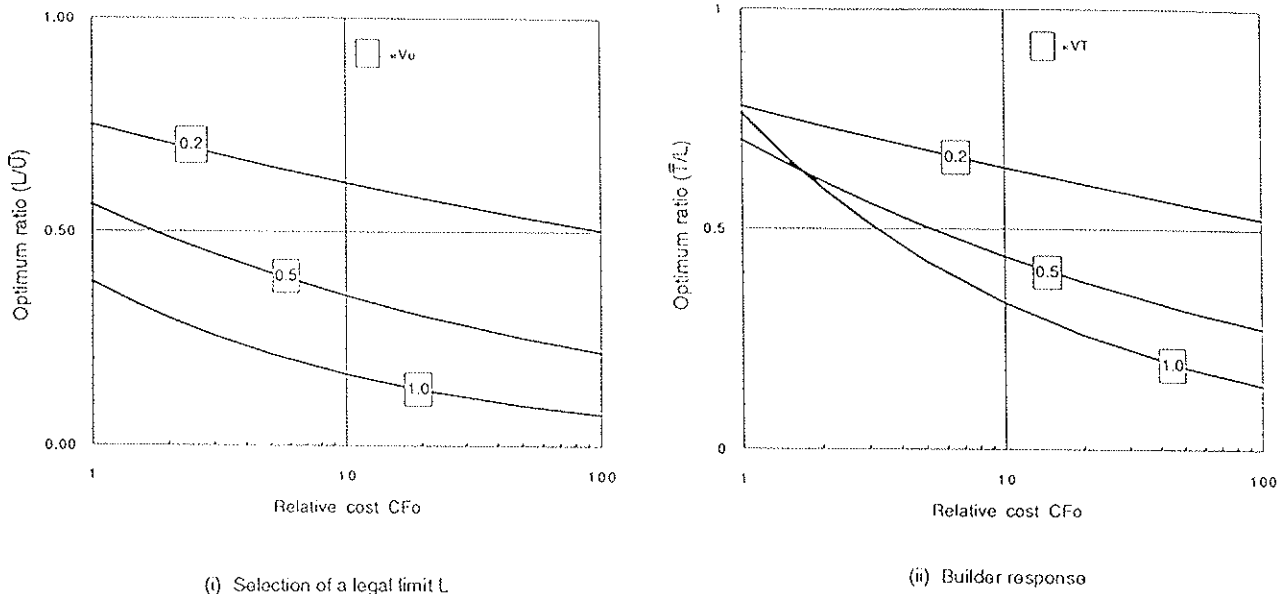 1.00
0.50
0.00
Optimum ratio (L/Ū)
=Vu
0.2
0.5
1.0
1 10 100
Relative cost CFo
(i) Selection of a legal limit L
1
0.5
0
Optimum ratio (T̄/L)
=VT
0.2
0.5
1.0
1 10 100
Relative cost CFo
(ii) Builder response